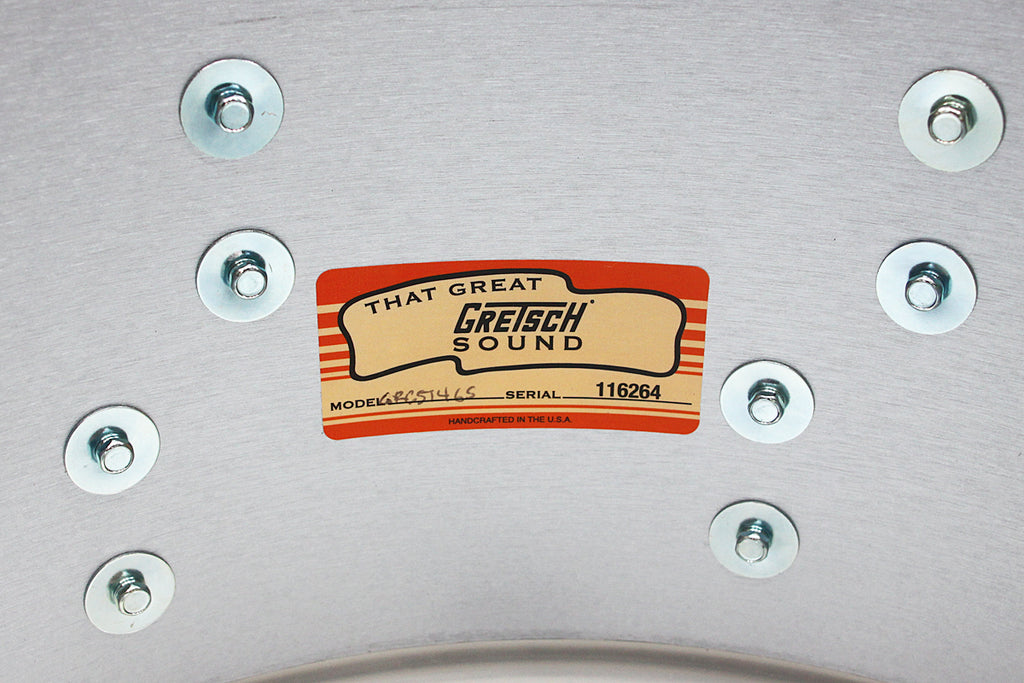 THAT GREAT
GRETSCH
SOUND
MODEL SERIAL 116264
HANDCRAFTED IN THE U.S.A.